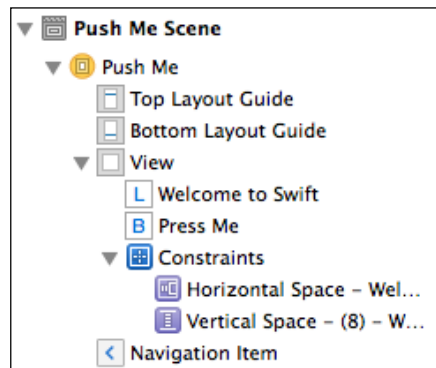 Push Me Scene
Push Me
Top Layout Guide
Bottom Layout Guide
View
L Welcome to Swift
B Press Me
Constraints
Horizontal Space – Wel...
Vertical Space – (8) – W...
Navigation Item